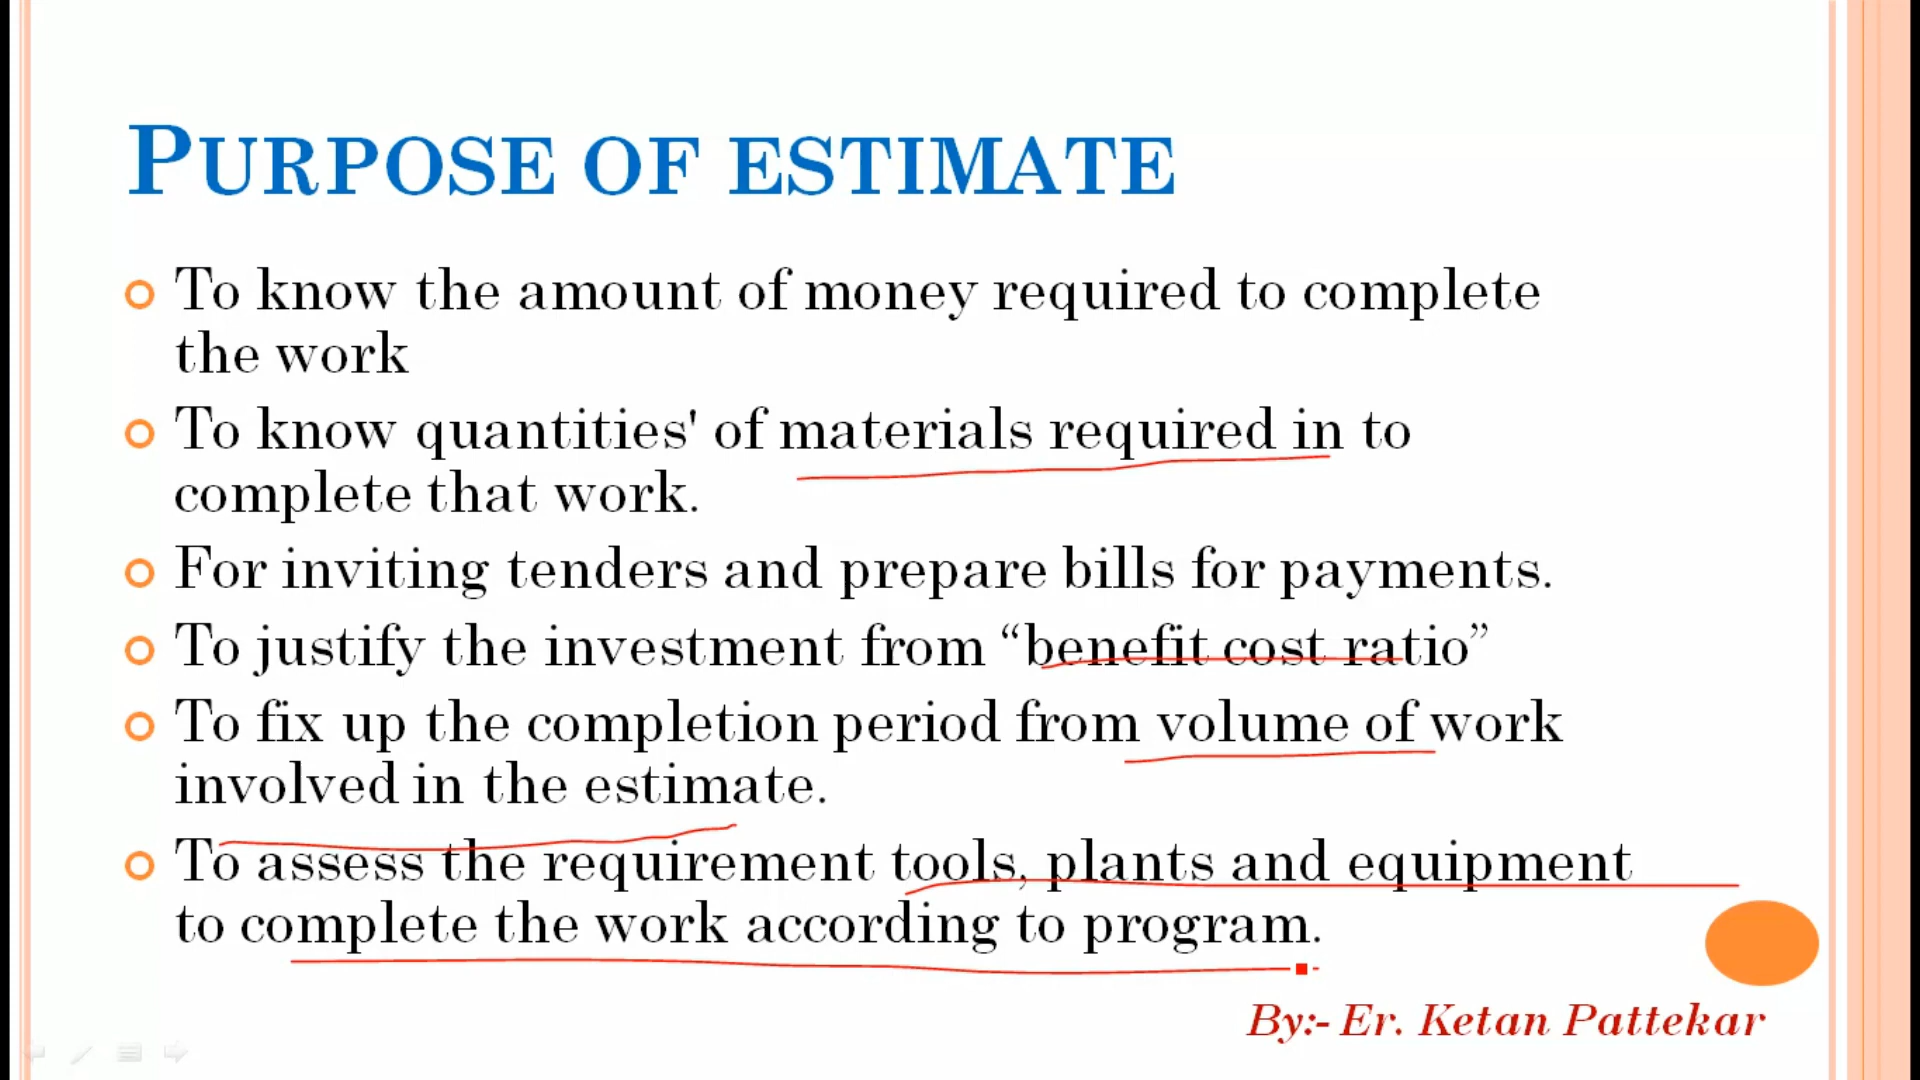 PURPOSE OF ESTIMATE
To know the amount of money required to complete
the work
To know quantities' of materials required in to
complete that work.
For inviting tenders and prepare bills for payments.
To justify the investment from “benefit cost ratio”
To fix up the completion period from volume of work
involved in the estimate.
To assess the requirement tools, plants and equipment
to complete the work according to program.
By:- Er. Ketan Pattekar